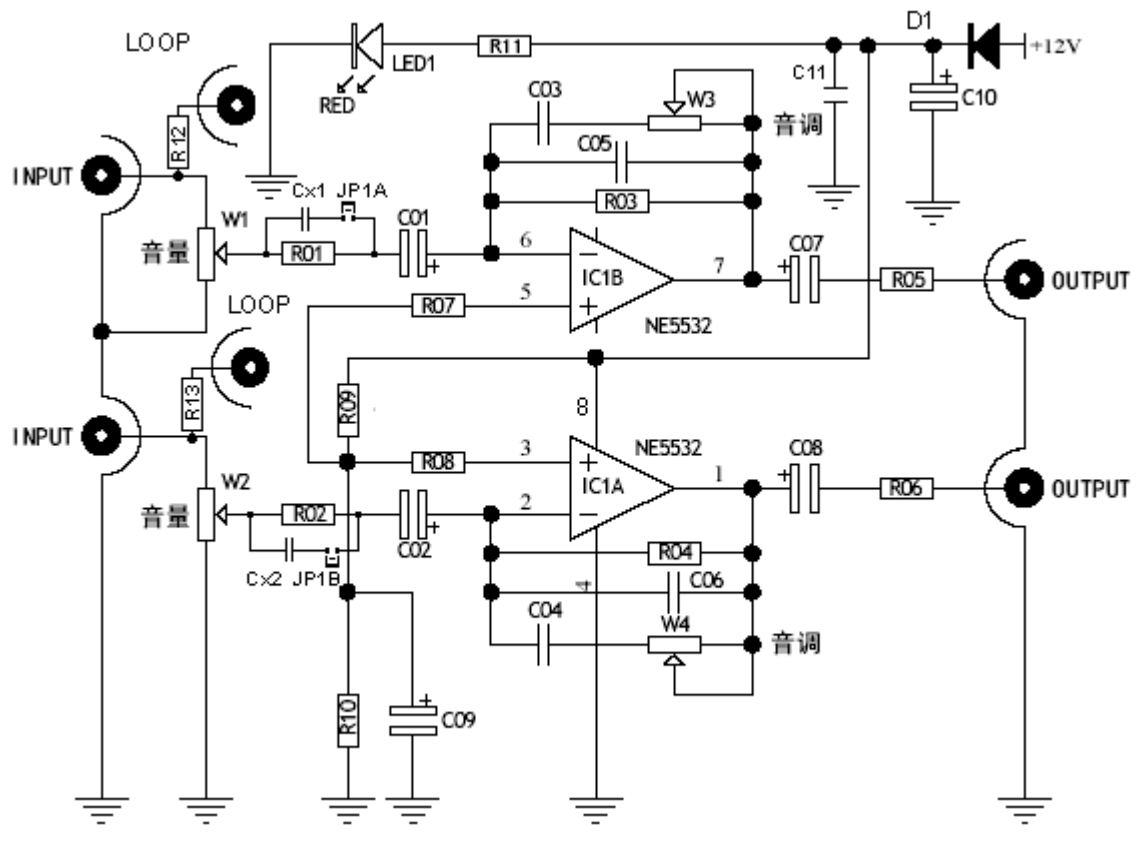 D1
LOOP
R11
+12V
LED1
C11
RED
C03
W3
C10
R12
音调
C05
INPUT
Cx1 JP1A
R03
W1
C01
C07
音量
R01
6
IC1B
7
R05
OUTPUT
LOOP
R07
5
NE5532
R13
R09
8
INPUT
NE5532
C08
W2
R08
3
IC1A
1
R06
OUTPUT
音量
R02
2
C02
R04
Cx2 JP1B
4
C06
C04
W4
音调
R10
C09